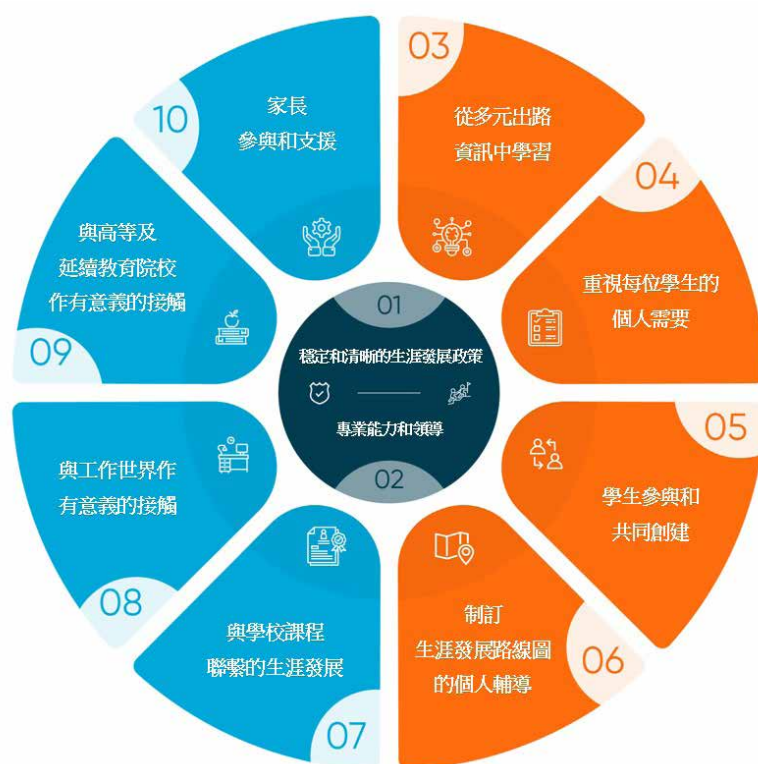 01
穩定和清晰的生涯發展政策
專業能力和領導
02
03
從多元出路
資訊中學習
04
重視每位學生的
個人需要
05
學生參與和
共同創建
06
制訂
生涯發展路線圖
的個人輔導
07
與學校課程
聯繫的生涯發展
08
與工作世界作
有意義的接觸
09
與高等及
延續教育院校
作有意義的接觸
10
家長
參與和支援